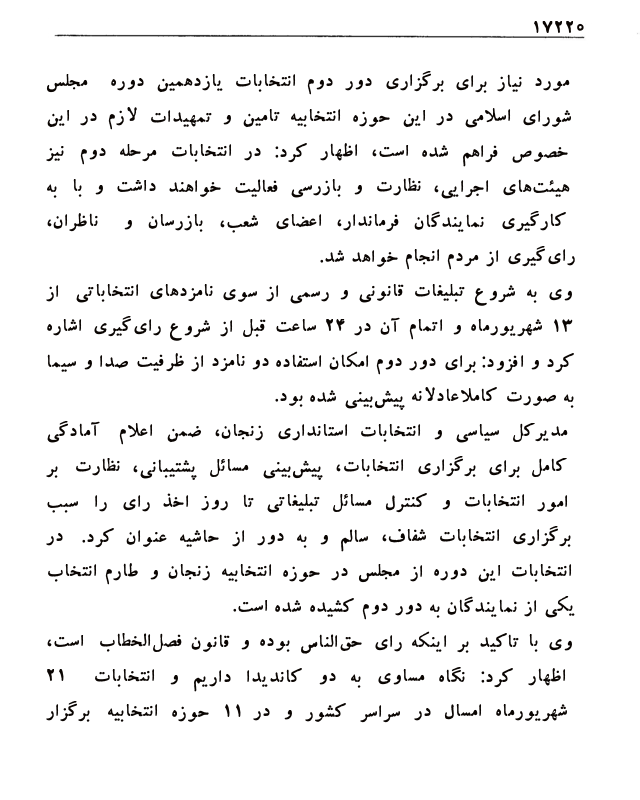 ۱۷۲۲۰
مورد نیاز برای برگزاری دور دوم انتخابات یازدهمین دوره مجلس
شورای اسلامی در این حوزه انتخابیه تامین و تمهیدات لازم در این
خصوص فراهم شده است، اظهار کرد: در انتخابات مرحله دوم نیز
هیئت‌های اجرایی، نظارت و بازرسی فعالیت خواهند داشت و با به
کارگیری نمایندگان فرماندار، اعضای شعب، بازرسان و ناظران،
رای‌گیری از مردم انجام خواهد شد.
وی به شروع تبلیغات قانونی و رسمی از سوی نامزدهای انتخاباتی از
۱۳ شهریورماه و اتمام آن در ۲۴ ساعت قبل از شروع رای‌گیری اشاره
کرد و افزود: برای دور دوم امکان استفاده دو نامزد از ظرفیت صدا و سیما
به صورت کاملاعادلانه پیش‌بینی شده بود.
مدیرکل سیاسی و انتخابات استانداری زنجان، ضمن اعلام آمادگی
کامل برای برگزاری انتخابات، پیش‌بینی مسائل پشتیبانی، نظارت بر
امور انتخابات و کنترل مسائل تبلیغاتی تا روز اخذ رای را سبب
برگزاری انتخابات شفاف، سالم و به دور از حاشیه عنوان کرد. در
انتخابات این دوره از مجلس در حوزه انتخابیه زنجان و طارم انتخاب
یکی از نمایندگان به دور دوم کشیده شده است.
وی با تاکید بر اینکه رای حق‌الناس بوده و قانون فصل‌الخطاب است،
اظهار کرد: نگاه مساوی به دو کاندیدا داریم و انتخابات ۲۱
شهریورماه امسال در سراسر کشور و در ۱۱ حوزه انتخابیه برگزار